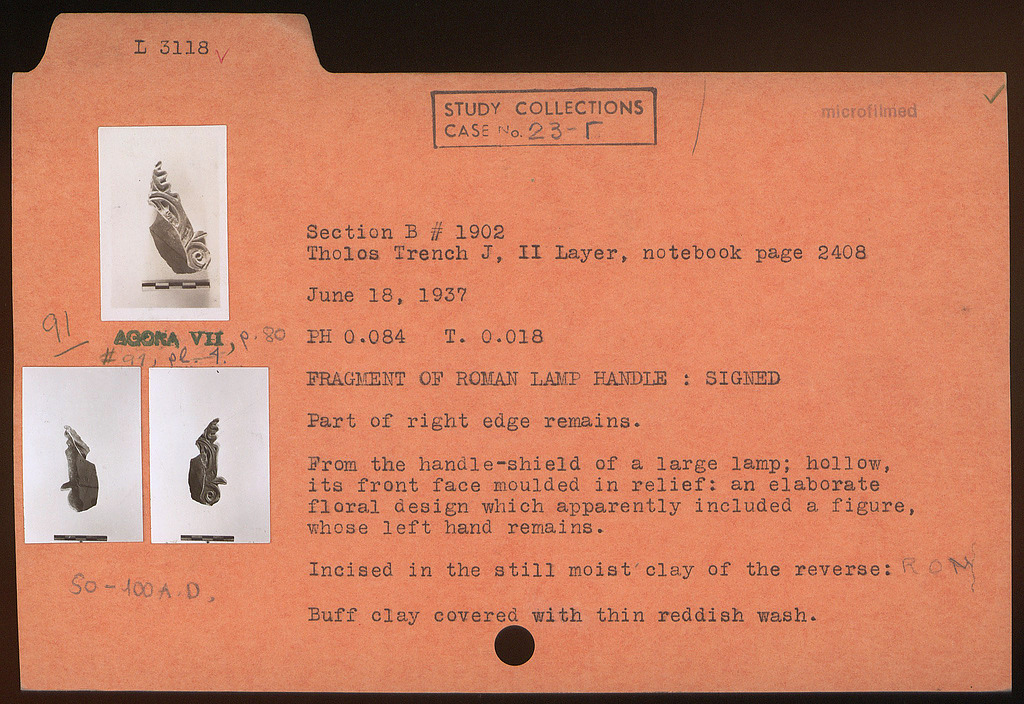 L 3118
STUDY COLLECTIONS
CASE No. 23-Γ
microfilmed
Section B # 1902
Tholos Trench J, II Layer, notebook page 2408
June 18, 1937
91
AGORA VII, p. 80
#91, pl. 4.
PH 0.084 T. 0.018
FRAGMENT OF ROMAN LAMP HANDLE : SIGNED
Part of right edge remains.
From the handle-shield of a large lamp; hollow,
its front face moulded in relief: an elaborate
floral design which apparently included a figure,
whose left hand remains.
Incised in the still moist clay of the reverse: ROM
50-100 A.D.
Buff clay covered with thin reddish wash.